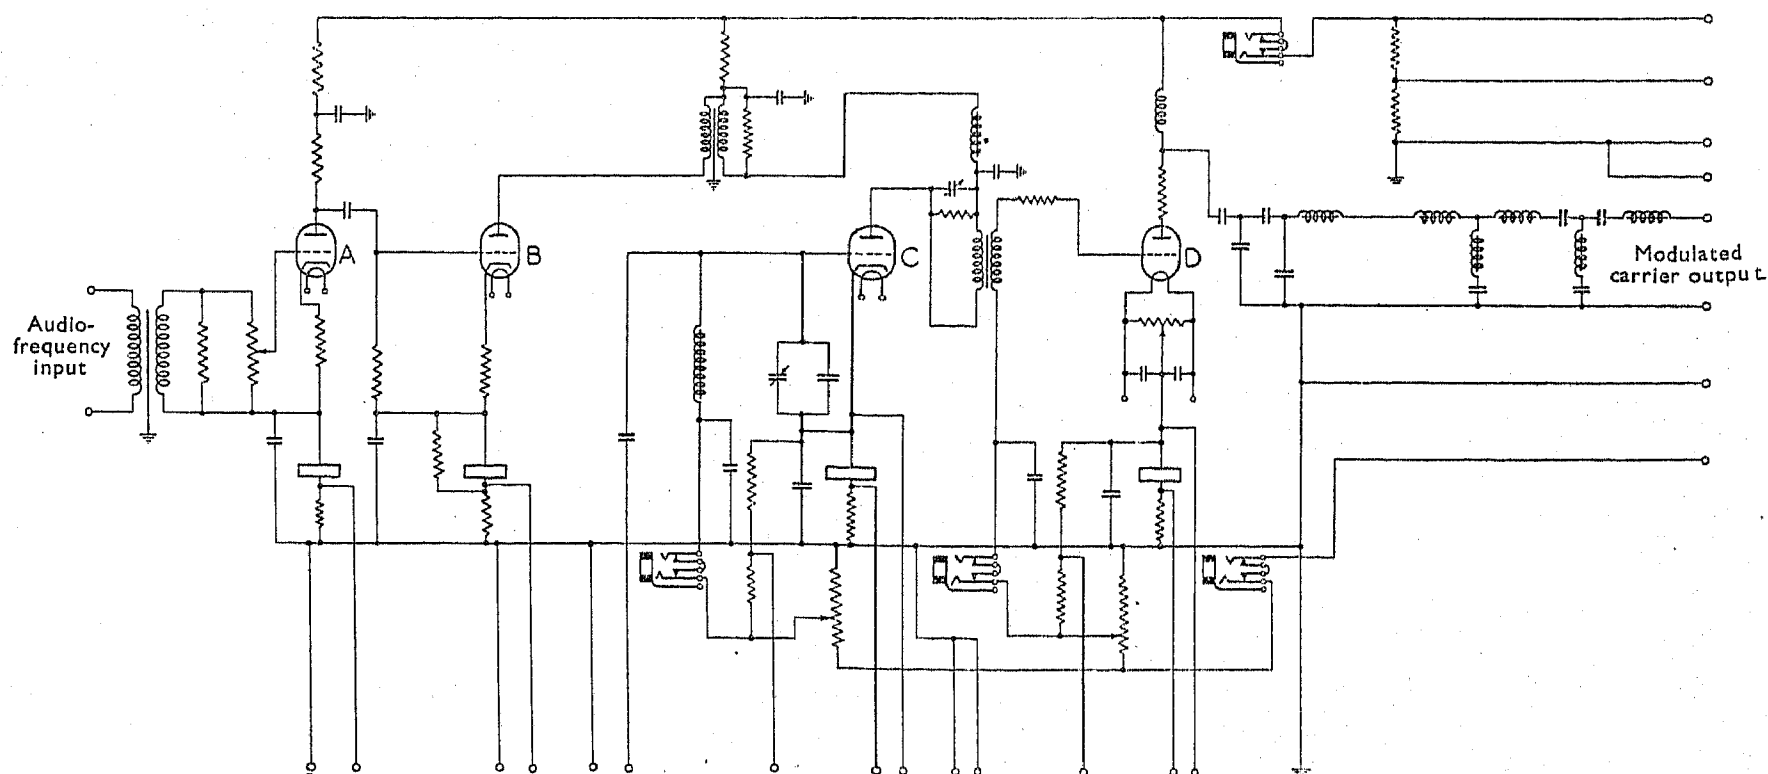 A
B
C
D
Audio-
frequency
input
Modulated
carrier output